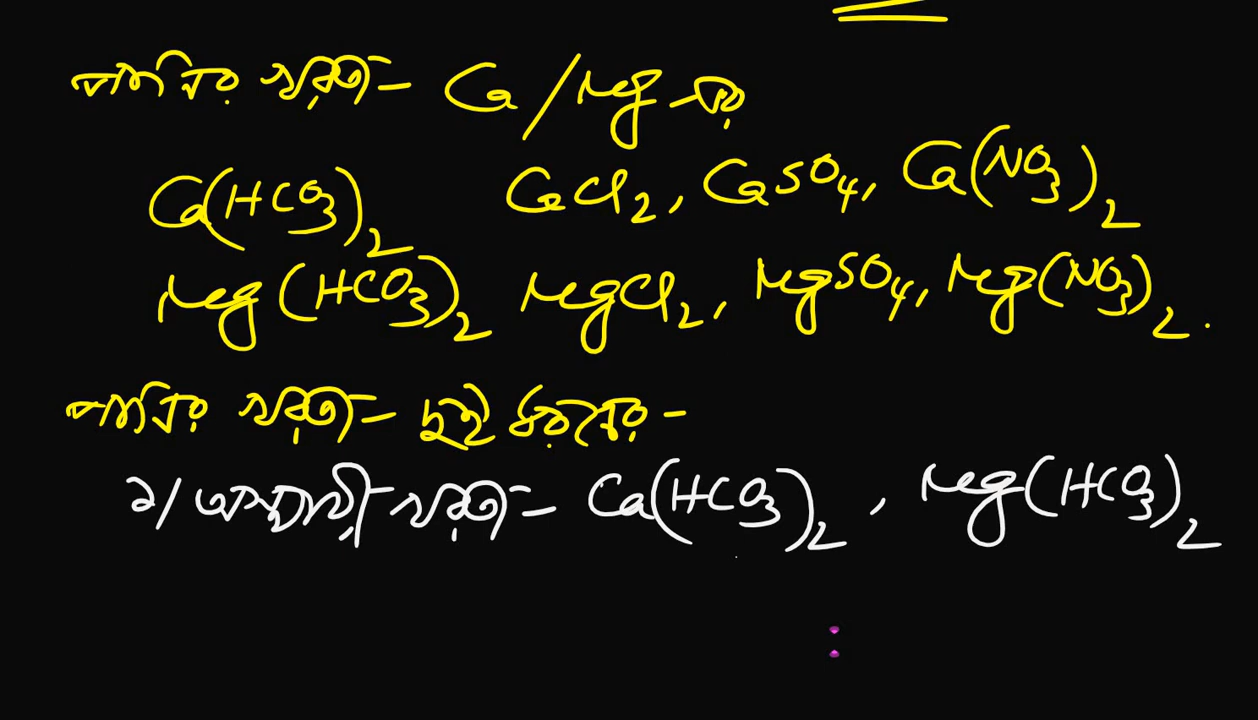 পানির খরতা- Ca/Mg-এর
Ca(HCO3)2 CaCl2, CaSO4, Ca(NO3)2
Mg(HCO3)2 MgCl2, MgSO4, Mg(NO3)2.
পানির খরতা- দুই ধরনের-
১/ অস্থায়ী খরতা- Ca(HCO3)2, Mg(HCO3)2